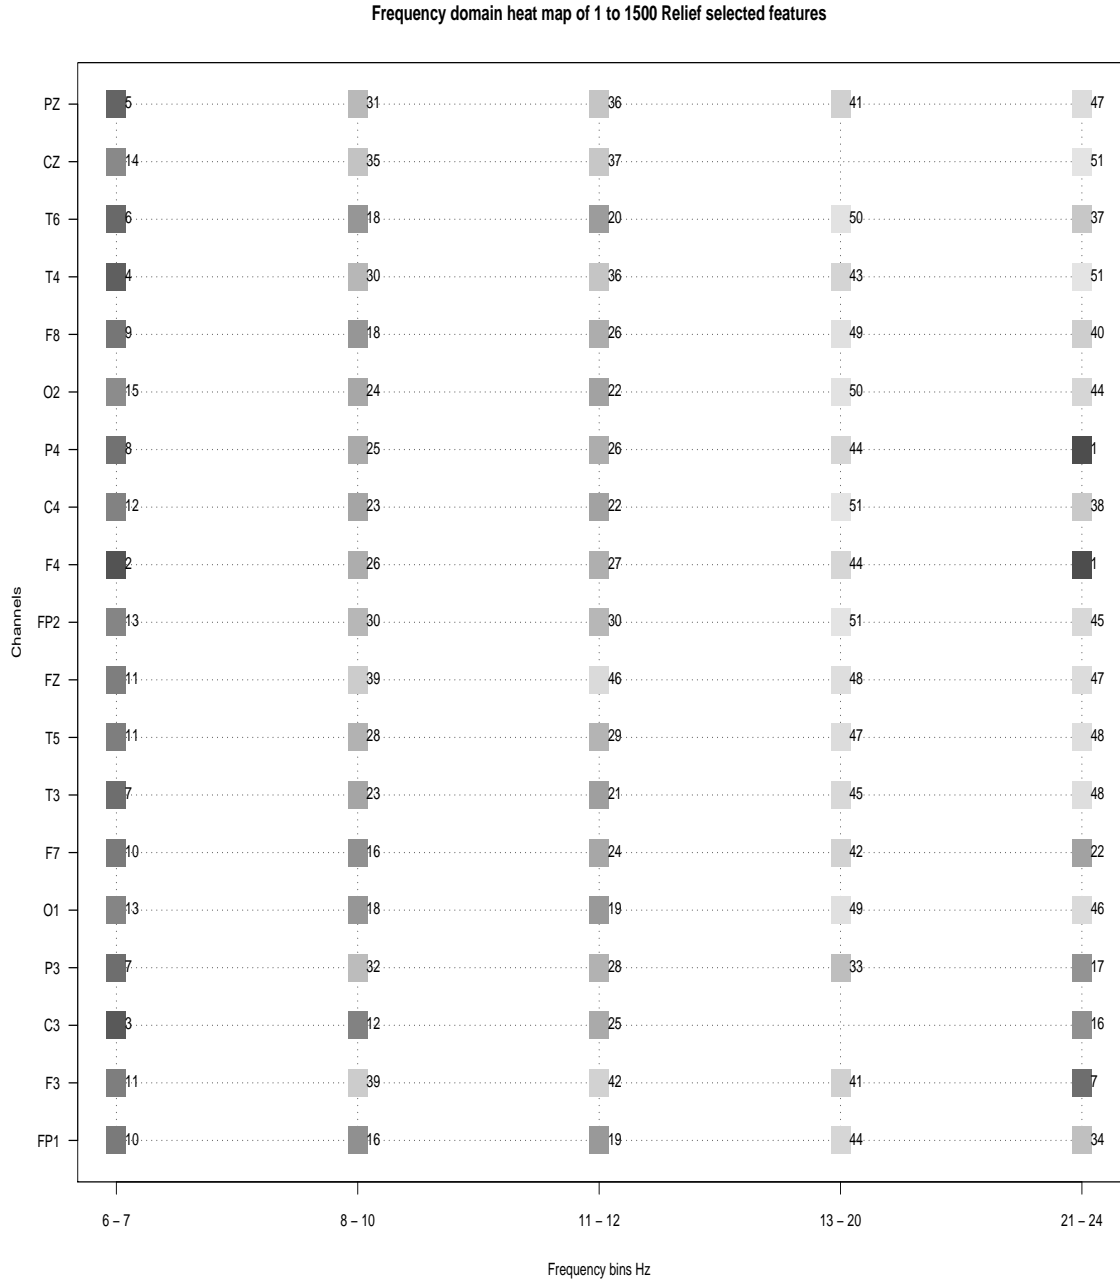 Frequency domain heat map of 1 to 1500 Relief selected features
PZ 5 31 36 41 47
CZ 14 35 37 51
T6 6 18 20 50 37
T4 4 30 36 43 51
F8 9 18 26 49 40
O2 15 24 22 50 44
P4 8 25 26 44 1
C4 12 23 22 51 38
F4 2 26 27 44 1
FP2 13 30 30 51 45
FZ 11 39 46 48 47
T5 11 28 29 47 48
T3 7 23 21 45 48
F7 10 16 24 42 22
O1 13 18 19 49 46
P3 7 32 28 33 17
C3 3 12 25 16
F3 11 39 42 41 7
FP1 10 16 19 44 34
Channels
6 – 7 8 – 10 11 – 12 13 – 20 21 – 24
Frequency bins Hz